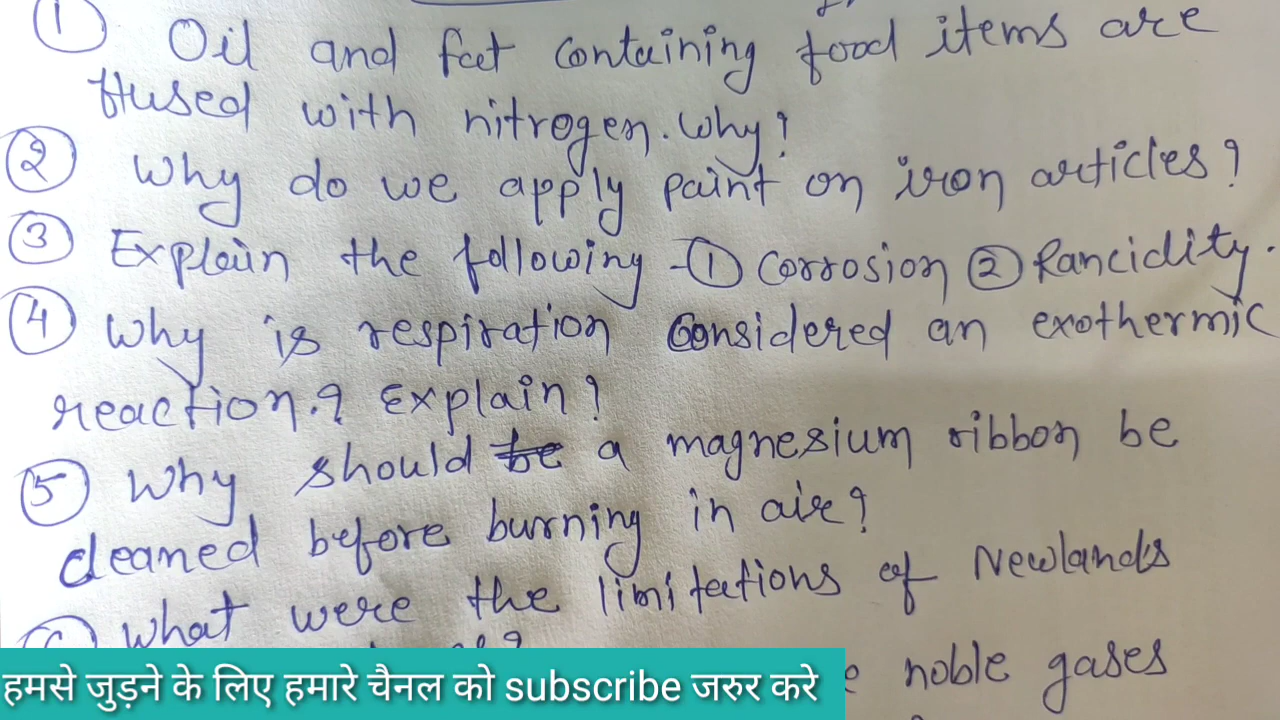 ① Oil and fat containing food items are
flused with nitrogen. Why?
② Why do we apply paint on iron articles?
③ Explain the following - ① Corrosion ② Rancidity.
④ Why is respiration Considered an exothermic
reaction.? Explain?
⑤ Why should a magnesium ribbon be
cleaned before burning in air?
What were the limitations of Newlands
noble gases
हमसे जुड़ने के लिए हमारे चैनल को subscribe जरुर करे